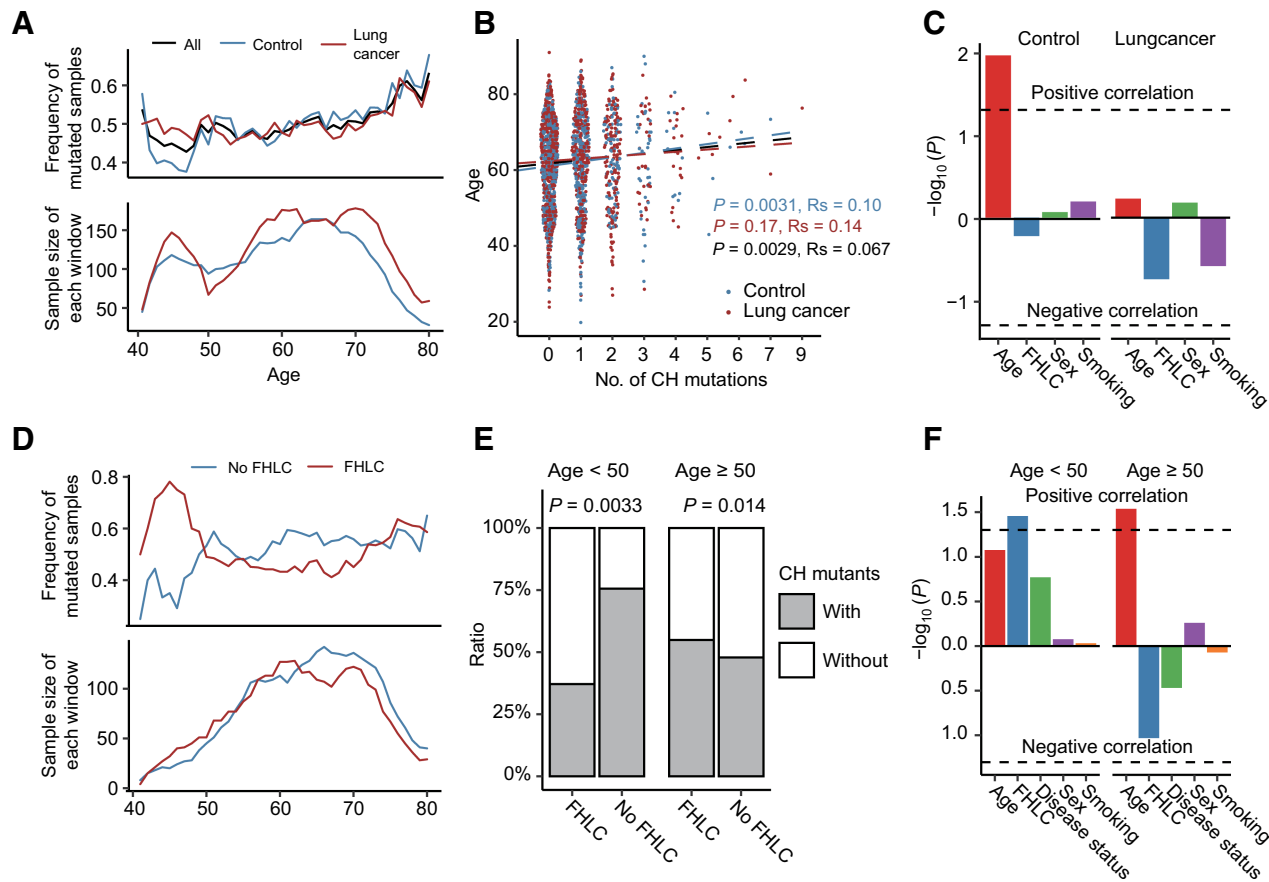 A
All
Control
Lung
cancer
Frequency of
mutated samples
0.6
0.5
0.4
Sample size of
each window
150
100
50
40
50
60
70
80
Age
B
Age
80
60
40
20
P = 0.0031, Rs = 0.10
P = 0.17, Rs = 0.14
P = 0.0029, Rs = 0.067
Control
Lung cancer
0
1
2
3
4
5
6
7
9
No. of CH mutations
C
Control
Lungcancer
−log10 (P)
2
1
0
−1
Positive correlation
Negative correlation
Age
FHLC
Sex
Smoking
Age
FHLC
Sex
Smoking
D
No FHLC
FHLC
Frequency of
mutated samples
0.8
0.6
0.4
Sample size of
each window
100
50
0
40
50
60
70
80
E
Age < 50
Age ≥ 50
P = 0.0033
P = 0.014
Ratio
100%
75%
50%
25%
0%
FHLC
No FHLC
FHLC
No FHLC
CH mutants
With
Without
F
Age < 50
Age ≥ 50
Positive correlation
−log10 (P)
1.5
1.0
0.5
0.0
0.5
1.0
Negative correlation
Age
FHLC
Disease status
Sex
Smoking
Age
FHLC
Disease status
Sex
Smoking